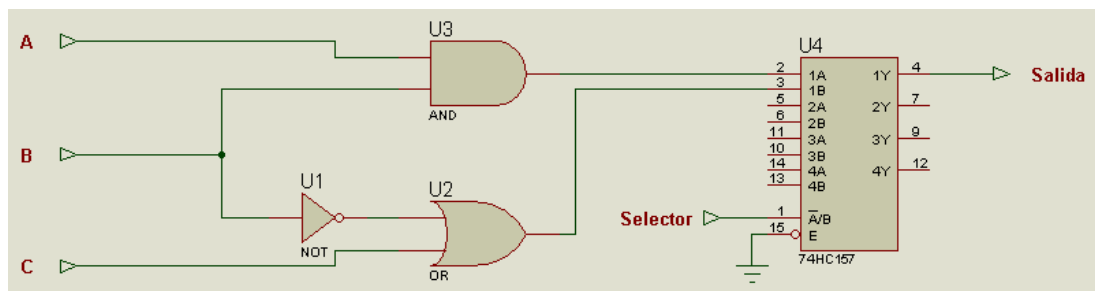 A
B
C
U3
AND
U1
NOT
U2
OR
Selector
U4
2 1A 1Y 4
3 1B
5 2A 2Y 7
6 2B
11 3A 3Y 9
10 3B
14 4A 4Y 12
13 4B
1 A̅/B
15 E
74HC157
Salida